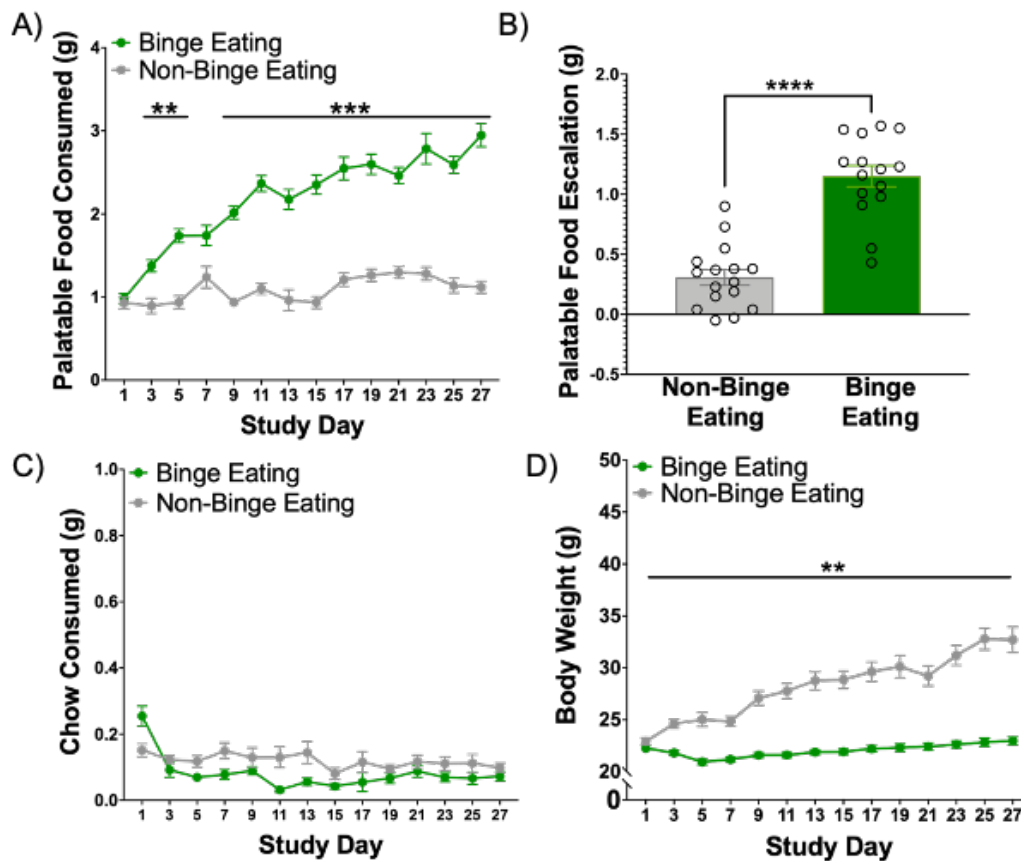 A)
Binge Eating
Non-Binge Eating
Palatable Food Consumed (g)
4
3
2
1
0
**
***
1 3 5 7 9 11 13 15 17 19 21 23 25 27
Study Day
B)
Palatable Food Escalation (g)
2.0
1.5
1.0
0.5
0.0
-0.5
****
Non-Binge Eating
Binge Eating
C)
Binge Eating
Non-Binge Eating
Chow Consumed (g)
1.0
0.8
0.6
0.4
0.2
0.0
1 3 5 7 9 11 13 15 17 19 21 23 25 27
Study Day
D)
Binge Eating
Non-Binge Eating
Body Weight (g)
50
45
40
35
30
25
20
0
**
1 3 5 7 9 11 13 15 17 19 21 23 25 27
Study Day